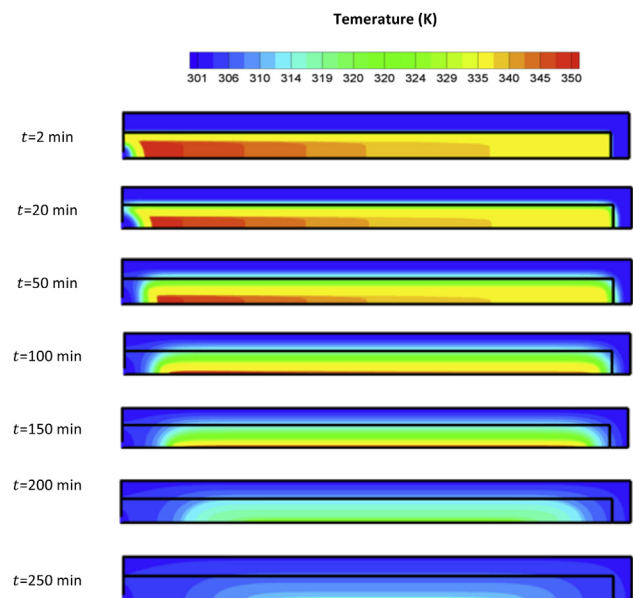 Temerature (K)
301 306 310 314 319 320 320 324 329 335 340 345 350
t=2 min
t=20 min
t=50 min
t=100 min
t=150 min
t=200 min
t=250 min